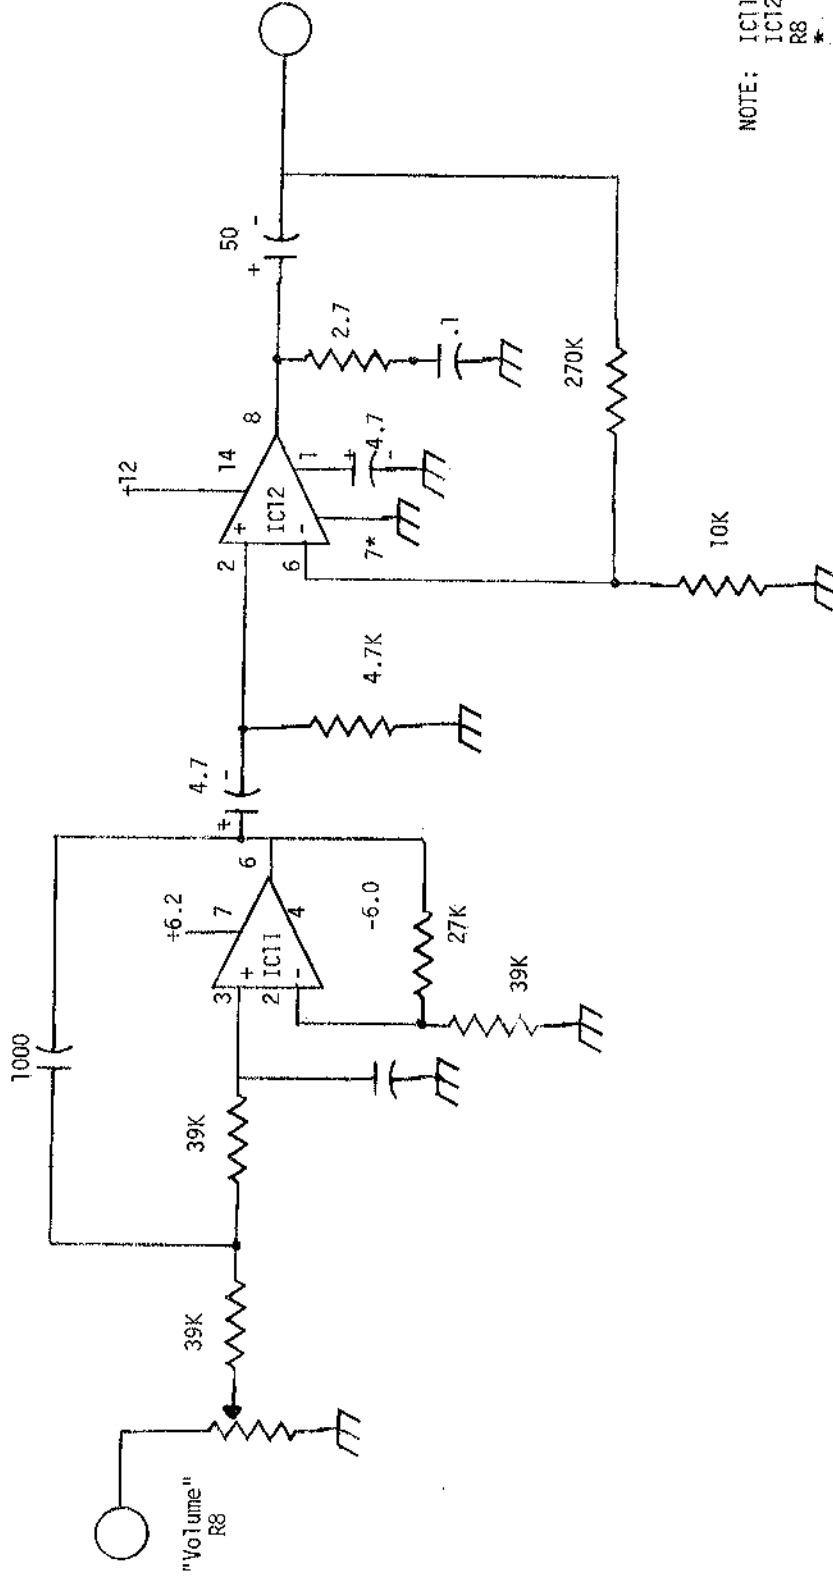 "Volume"
R8
39K
39K
1000
3
2
+
-
IC11
+6.2
7
4
6
-6.0
27K
39K
+
4.7
-
4.7K
2
6
+
-
IC12
+12
14
8
7*
1
+
4.7
-
2.7
.1
+
50
-
270K
10K
NOTE: IC11
IC12
R8
*